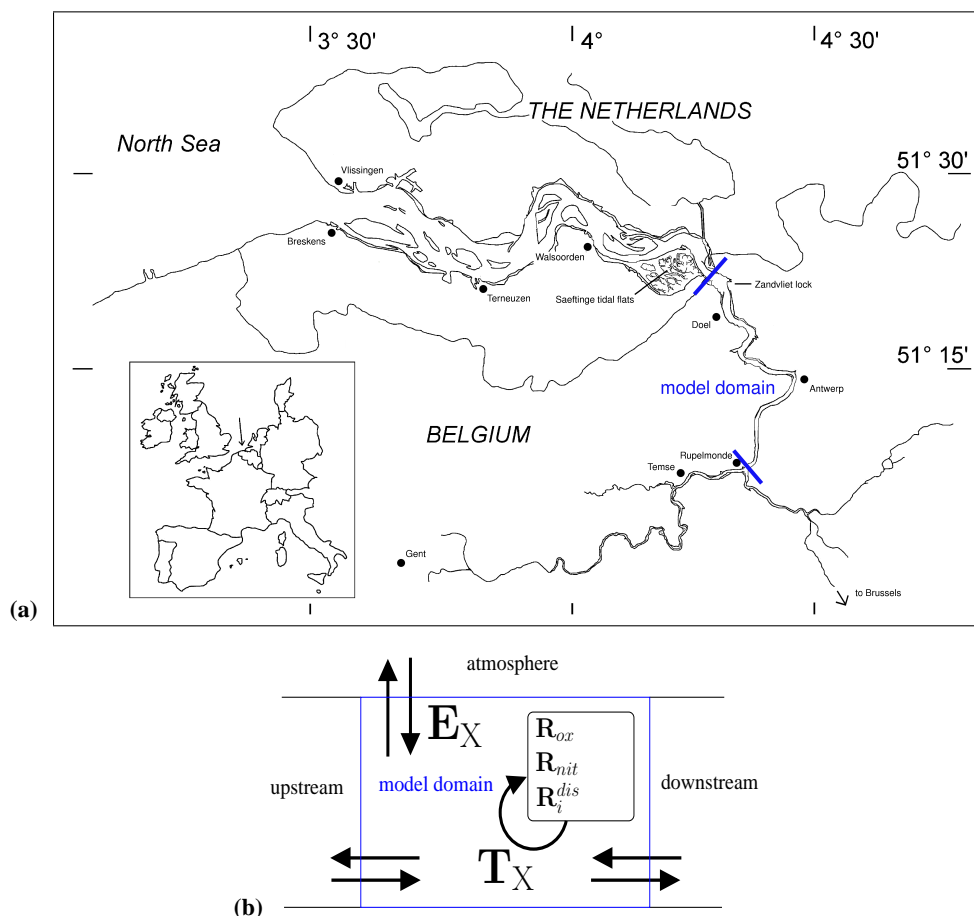 3° 30'
4°
4° 30'
THE NETHERLANDS
North Sea
51° 30'
Vlissingen
Breskens
Walsoorden
Terneuzen
Saeftinge tidal flats
Zandvliet lock
Doel
51° 15'
model domain
Antwerp
BELGIUM
Rupelmonde
Temse
Gent
to Brussels
(a)
atmosphere
E_X
R_ox
R_nit
R_i^dis
upstream
model domain
downstream
T_X
(b)